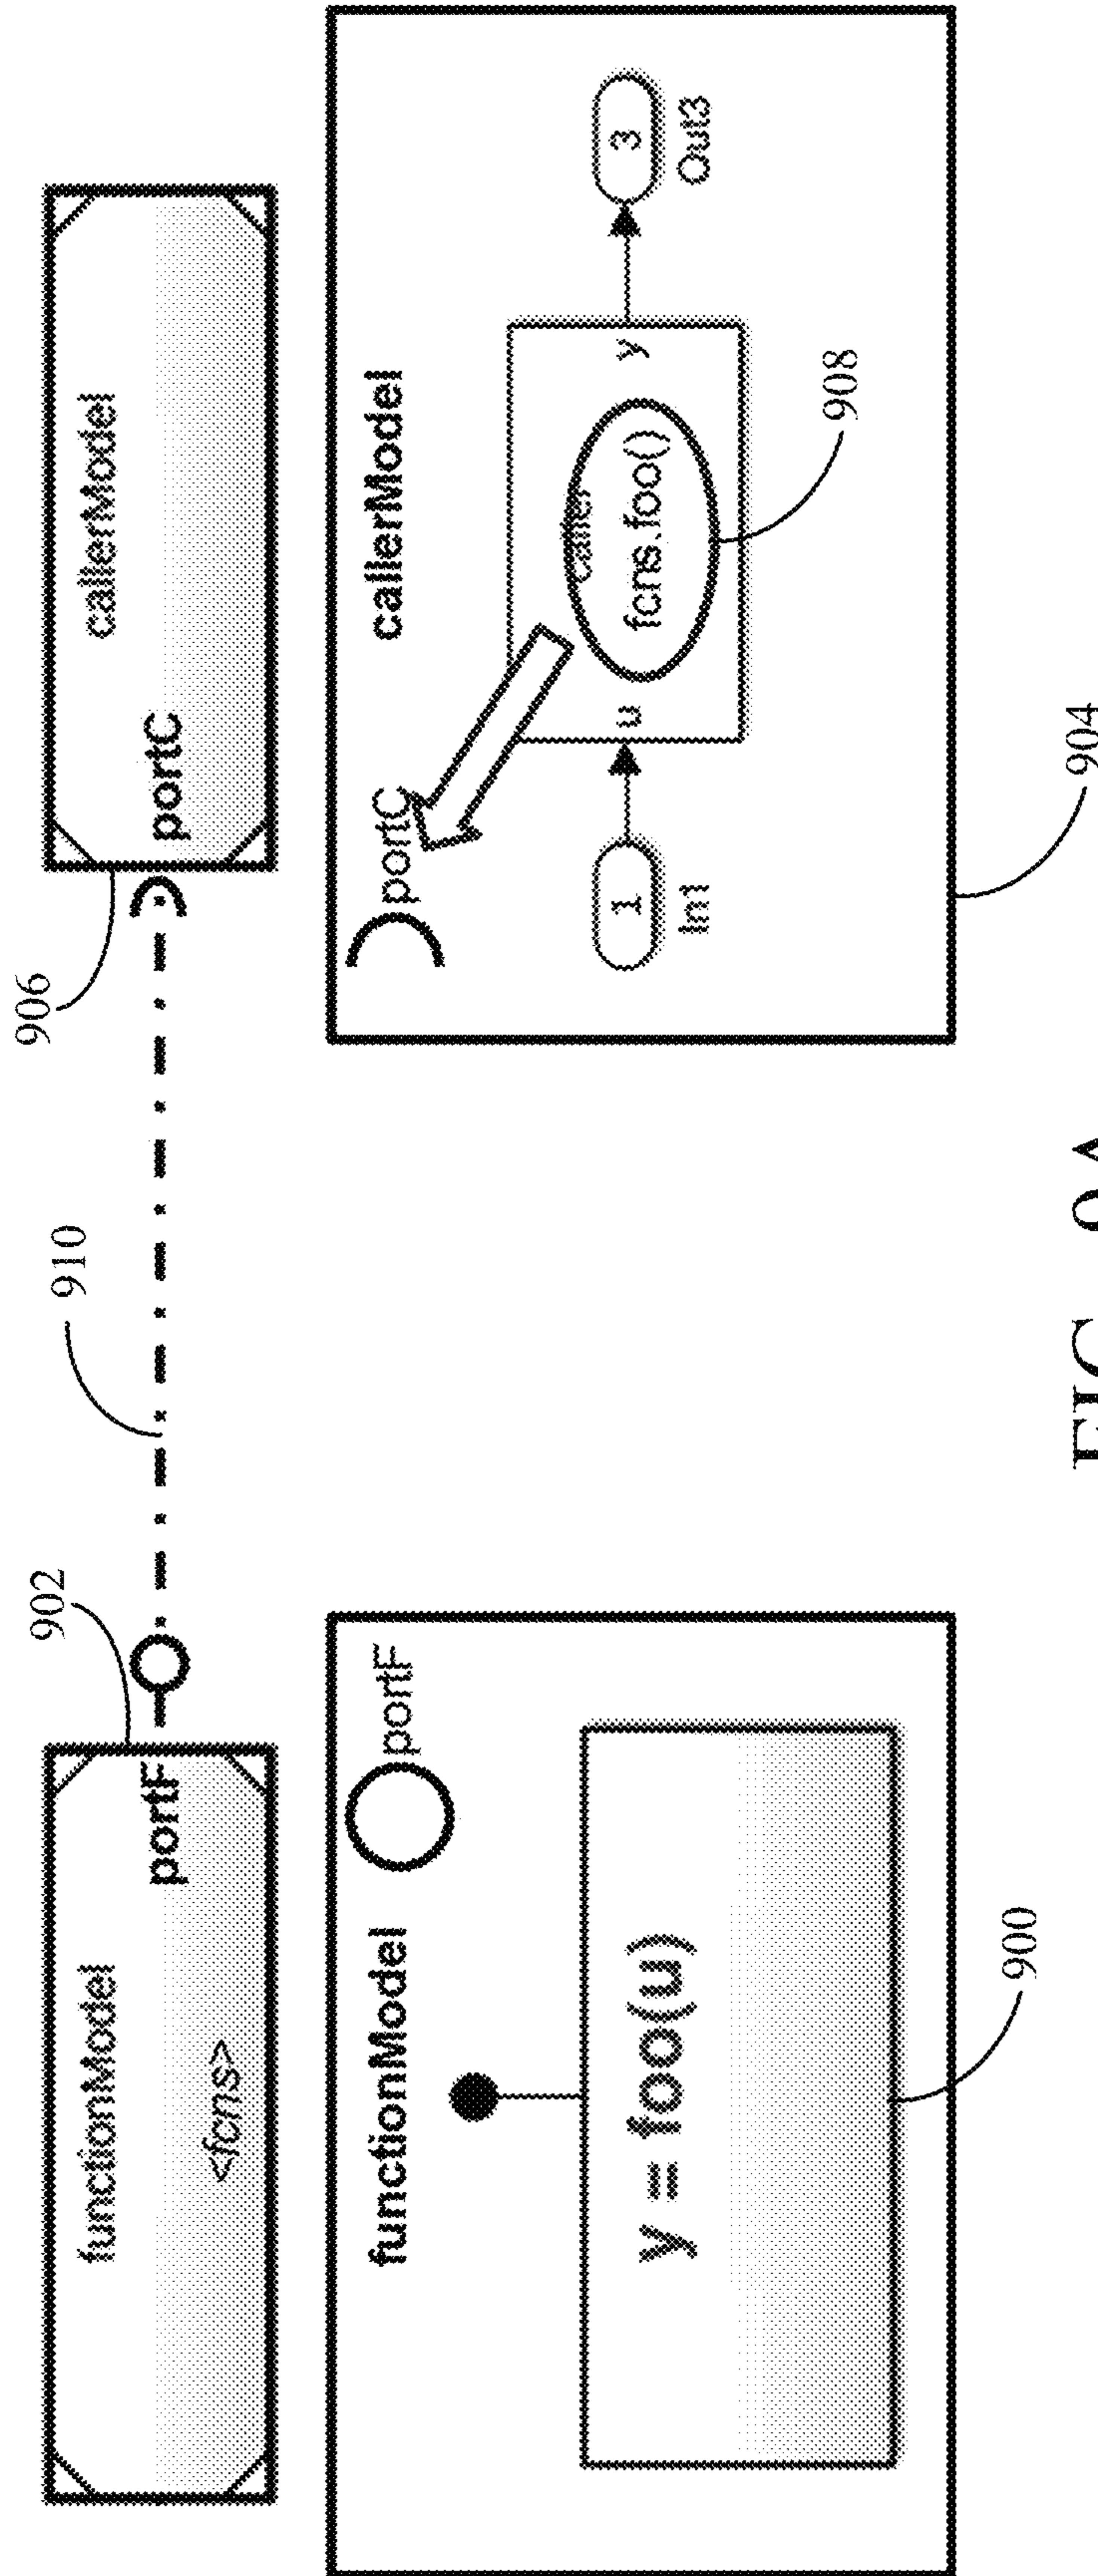 902
910
906
functionModel
<fcns>
portF
portC
callerModel
functionModel
portF
y = foo(u)
900
portC
callerModel
1
In1
u
caller
fcns.foo()
y
3
Out3
908
904
FIG. 9A